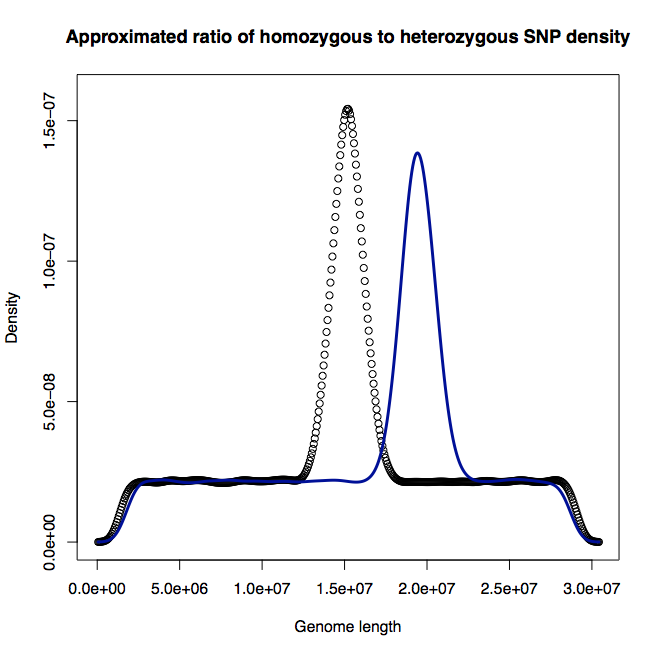 Approximated ratio of homozygous to heterozygous SNP density
Density
1.5e-07
1.0e-07
5.0e-08
0.0e+00
0.0e+00 5.0e+06 1.0e+07 1.5e+07 2.0e+07 2.5e+07 3.0e+07
Genome length